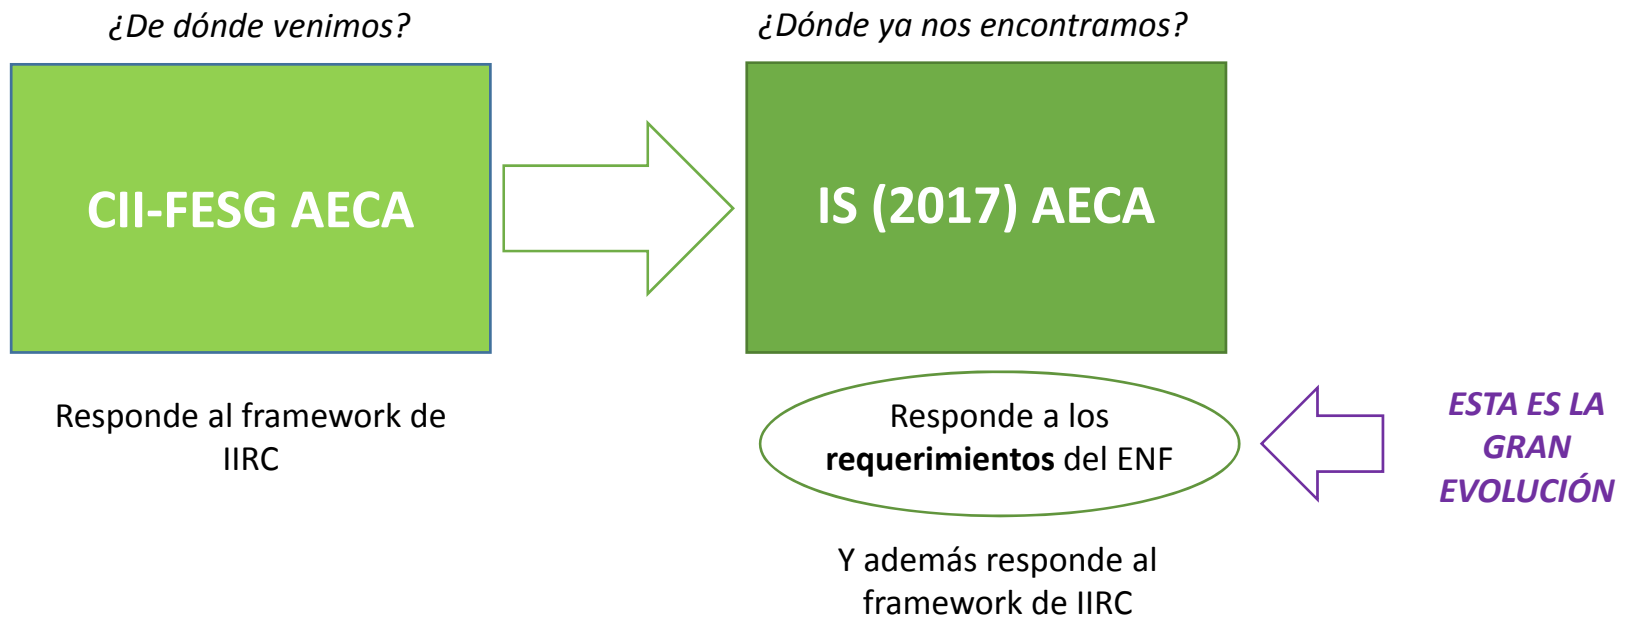 ¿De dónde venimos?
CII-FESG AECA
Responde al framework de
IIRC
¿Dónde ya nos encontramos?
IS (2017) AECA
Responde a los
requerimientos del ENF
Y además responde al
framework de IIRC
ESTA ES LA
GRAN
EVOLUCIÓN